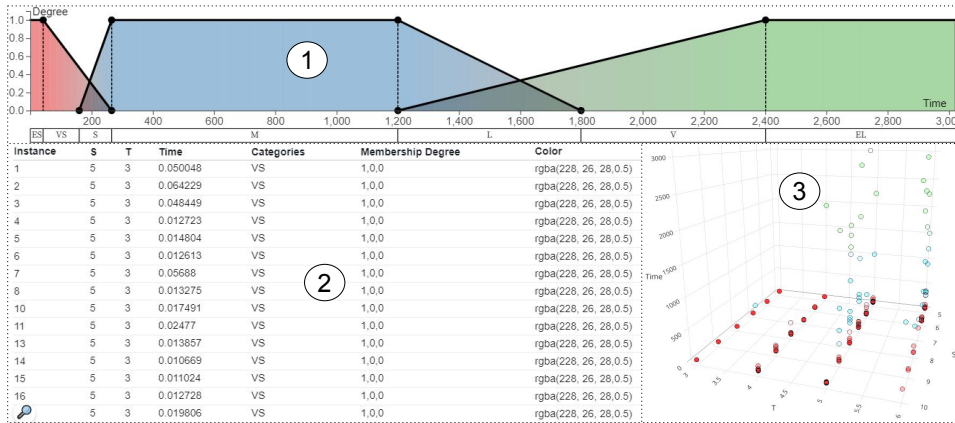 Degree
1.0
0.8
0.6
0.4
0.2
0.0
1
Time
200 400 600 800 1,000 1,200 1,400 1,600 1,800 2,000 2,200 2,400 2,600 2,800 3,0
ES VS S M L V EL
Instance S T Time Categories Membership Degree Color
1 5 3 0.050048 VS 1,0,0 rgba(228, 26, 28,0.5)
2 5 3 0.064229 VS 1,0,0 rgba(228, 26, 28,0.5)
3 5 3 0.048449 VS 1,0,0 rgba(228, 26, 28,0.5)
4 5 3 0.012723 VS 1,0,0 rgba(228, 26, 28,0.5)
5 5 3 0.014804 VS 1,0,0 rgba(228, 26, 28,0.5)
6 5 3 0.012613 VS 1,0,0 rgba(228, 26, 28,0.5)
7 5 3 0.05688 VS 1,0,0 rgba(228, 26, 28,0.5)
8 5 3 0.013275 VS 1,0,0 rgba(228, 26, 28,0.5)
10 5 3 0.017491 VS 1,0,0 rgba(228, 26, 28,0.5)
11 5 3 0.02477 VS 1,0,0 rgba(228, 26, 28,0.5)
13 5 3 0.013857 VS 1,0,0 rgba(228, 26, 28,0.5)
14 5 3 0.010669 VS 1,0,0 rgba(228, 26, 28,0.5)
15 5 3 0.011024 VS 1,0,0 rgba(228, 26, 28,0.5)
16 5 3 0.012728 VS 1,0,0 rgba(228, 26, 28,0.5)
5 3 0.019806 VS 1,0,0 rgba(228, 26, 28,0.5)
2
3
3000
2500
2000
1500
Time
1000
500
0
3
3.5
4
4.5
5
5.5
6
T
5
6
7
8
9
10
S